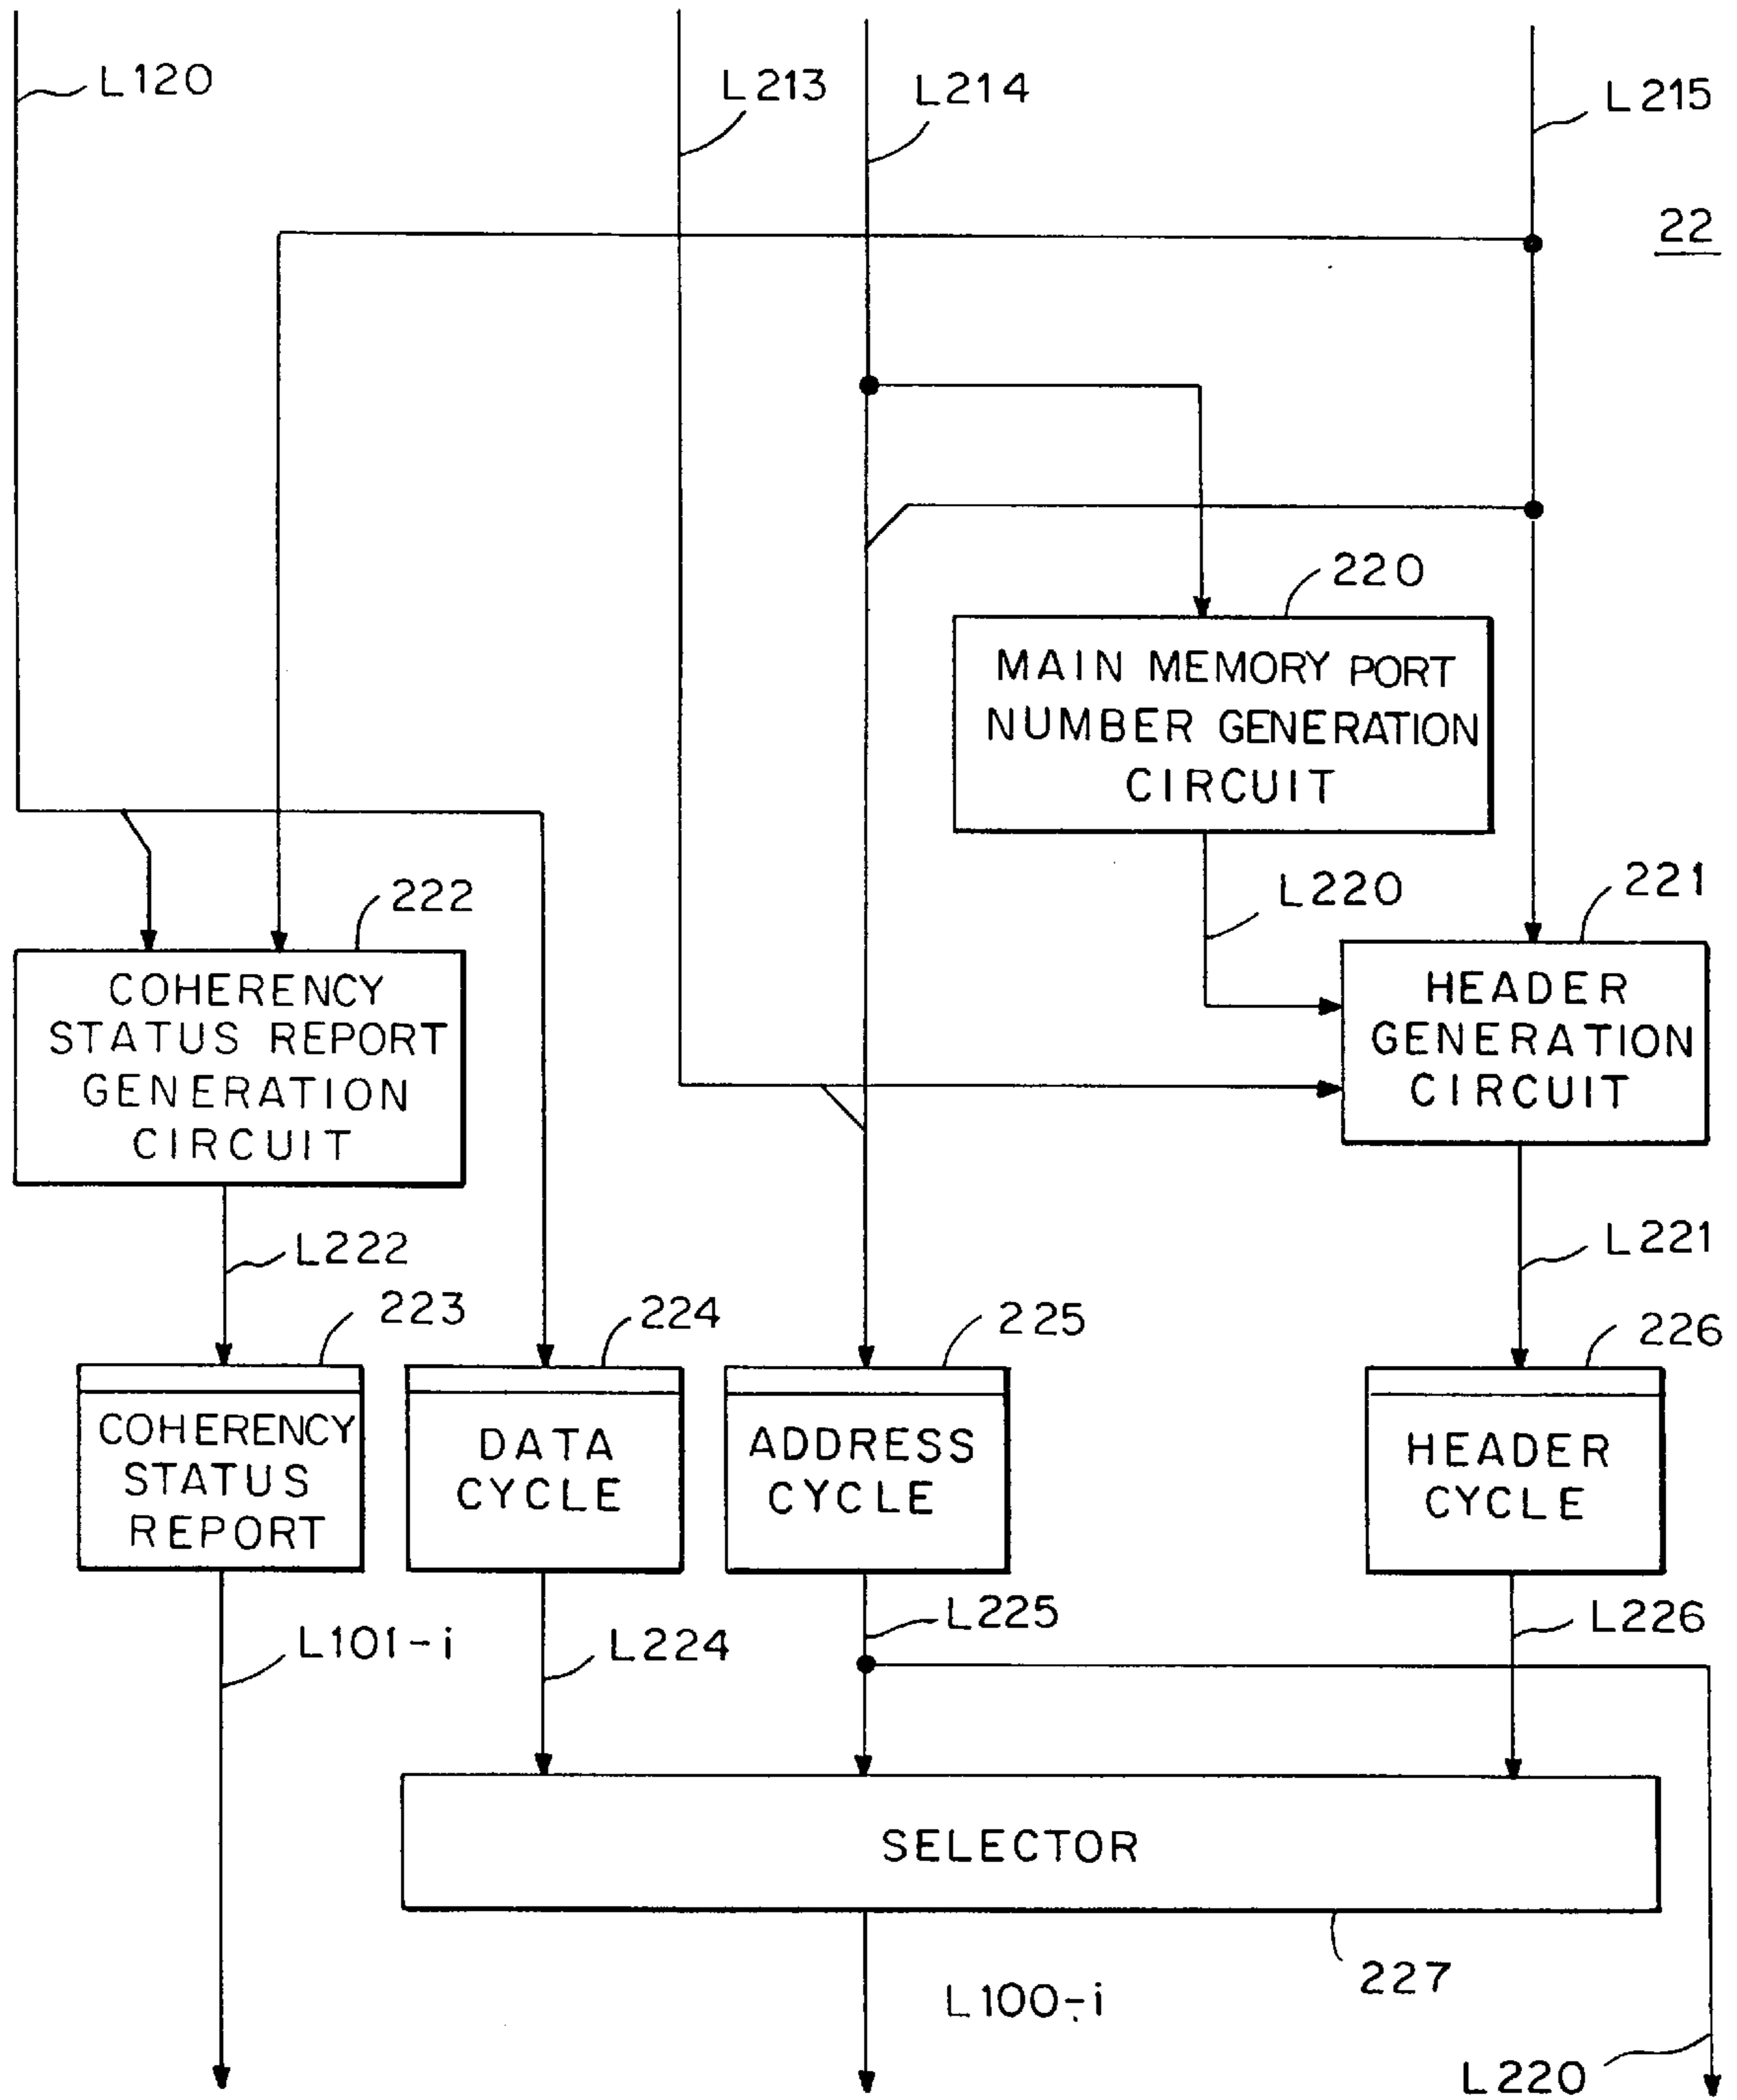 L120
L213
L214
L215
22
220
MAIN MEMORY PORT
NUMBER GENERATION
CIRCUIT
L220
221
222
COHERENCY
STATUS REPORT
GENERATION
CIRCUIT
HEADER
GENERATION
CIRCUIT
L222
L221
223
224
225
226
COHERENCY
STATUS
REPORT
DATA
CYCLE
ADDRESS
CYCLE
HEADER
CYCLE
L101-i
L224
L225
L226
SELECTOR
227
L100-i
L220